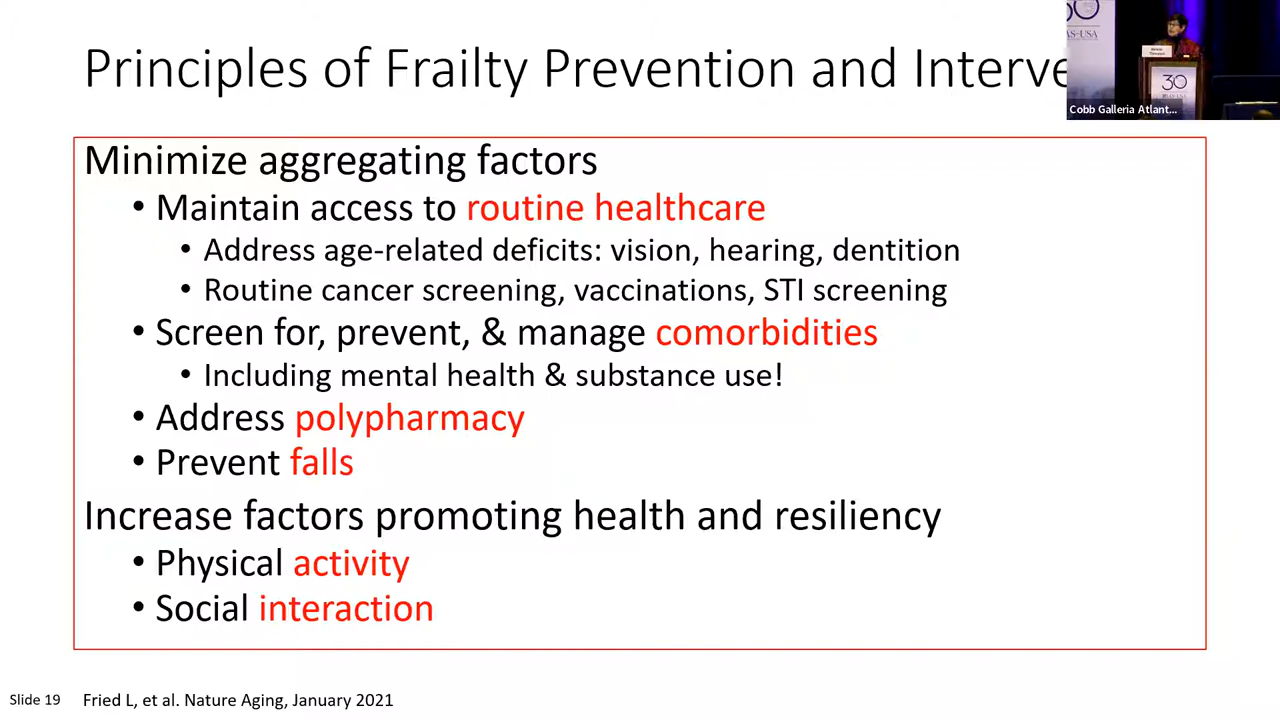 Principles of Frailty Prevention and Interve
30
IAS–USA
30
Cobb Galleria Atlant...
Minimize aggregating factors
• Maintain access to routine healthcare
• Address age-related deficits: vision, hearing, dentition
• Routine cancer screening, vaccinations, STI screening
• Screen for, prevent, & manage comorbidities
• Including mental health & substance use!
• Address polypharmacy
• Prevent falls
Increase factors promoting health and resiliency
• Physical activity
• Social interaction
Slide 19 Fried L, et al. Nature Aging, January 2021